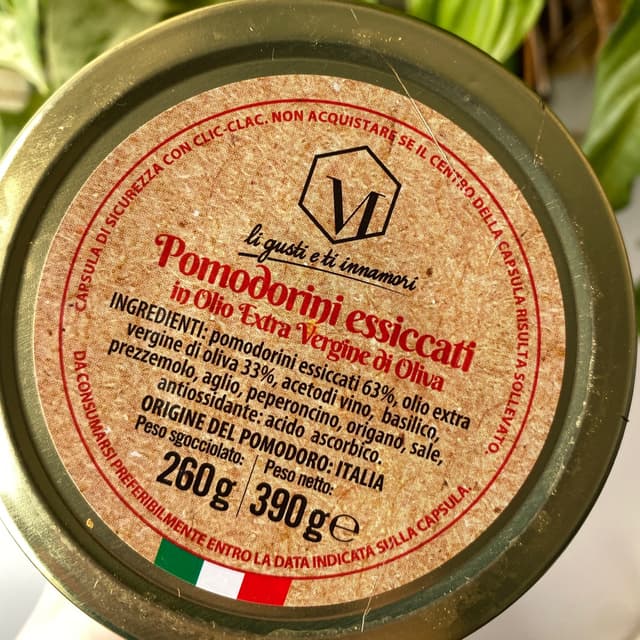 CAPSULA DI SICUREZZA CON CLIC-CLAC. NON ACQUISTARE SE IL CENTRO DELLA CAPSULA RISULTA SOLLEVATO.
VI
li gusti e ti innamori
Pomodorini essiccati
in Olio Extra Vergine di Oliva
INGREDIENTI: pomodorini essiccati 63%, olio extra
vergine di oliva 33%, acetodi vino, basilico,
prezzemolo, aglio, peperoncino, origano, sale,
antiossidante: acido ascorbico.
ORIGINE DEL POMODORO: ITALIA
Peso sgocciolato:
260g
Peso netto:
390g ℮
DA CONSUMARSI PREFERIBILMENTE ENTRO LA DATA INDICATA SULLA CAPSULA.